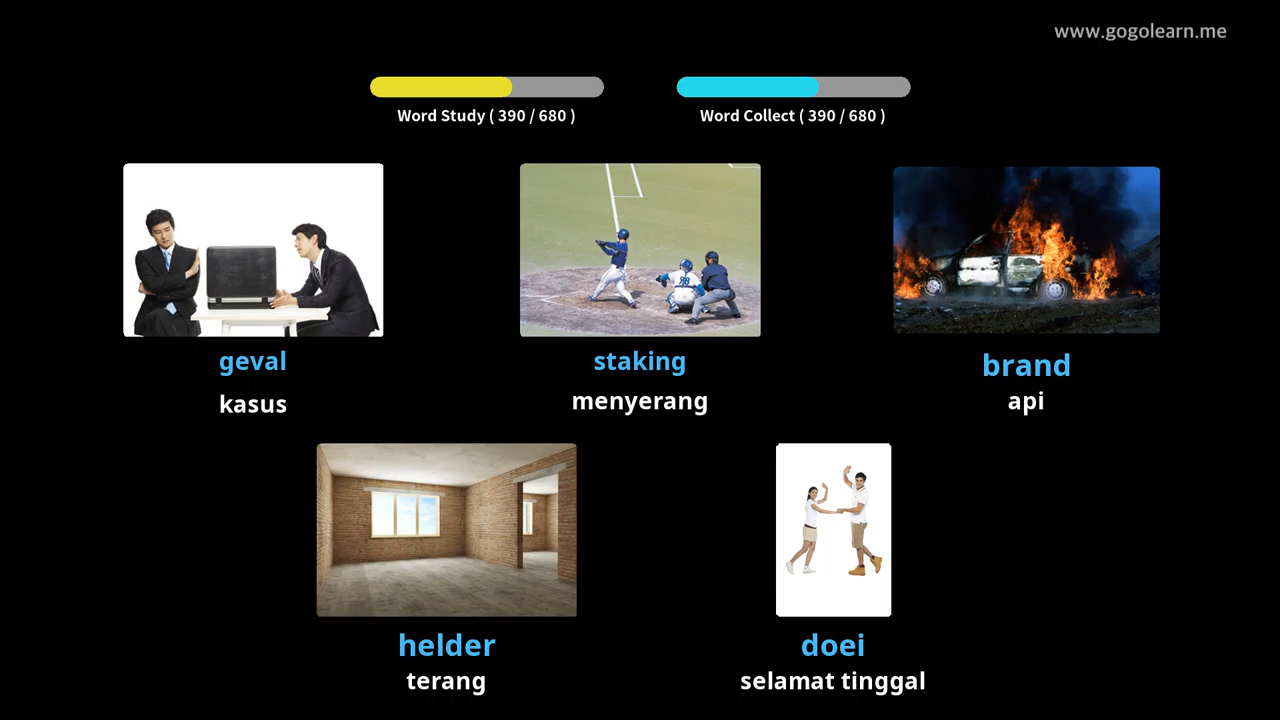 www.gogolearn.me
Word Study ( 390 / 680 )
Word Collect ( 390 / 680 )
geval
kasus
staking
menyerang
brand
api
helder
terang
doei
selamat tinggal